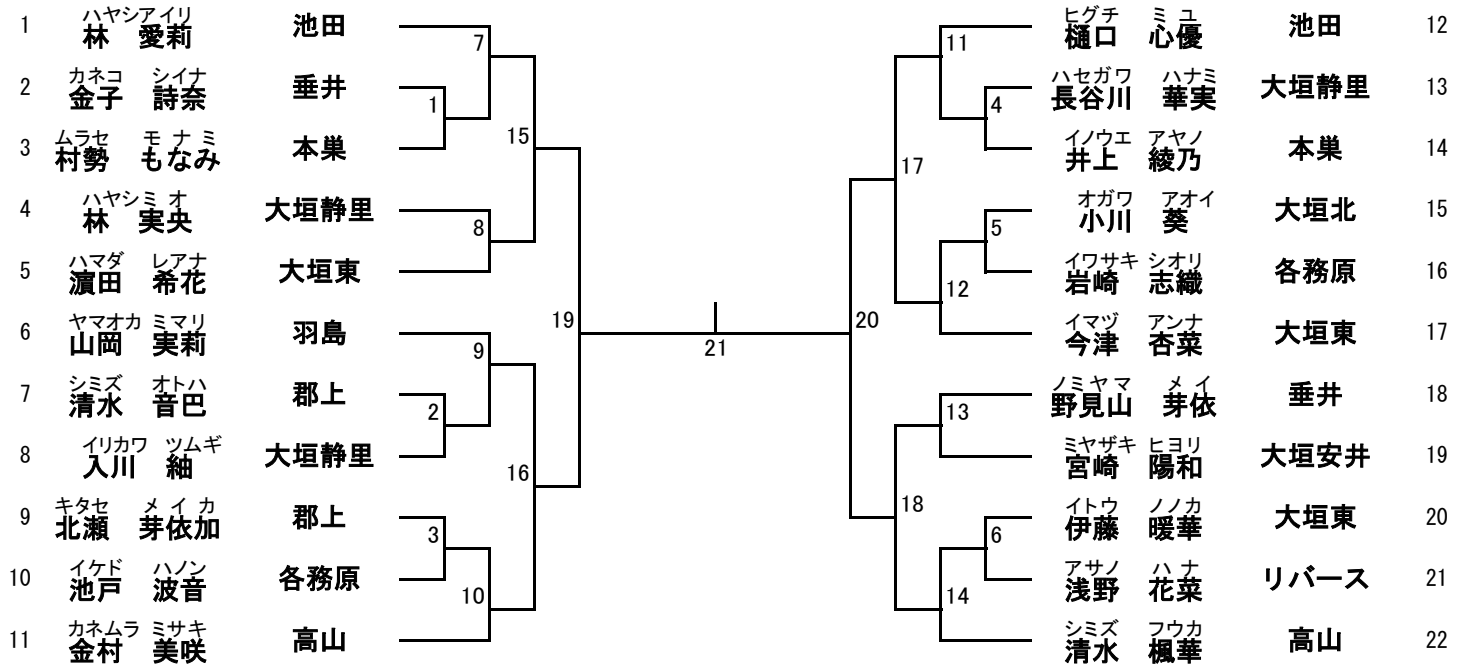 ハヤシアイリ
1 林 愛莉 池田
カネコ シイナ
2 金子 詩奈 垂井
ムラセ モナミ
3 村勢 もなみ 本巣
ハヤシミオ
4 林 実央 大垣静里
ハマダ レアナ
5 濵田 希花 大垣東
ヤマオカ ミマリ
6 山岡 実莉 羽島
シミズ オトハ
7 清水 音巴 郡上
イリカワ ツムギ
8 入川 紬 大垣静里
キタセ メイカ
9 北瀬 芽依加 郡上
イケド ハノン
10 池戸 波音 各務原
カネムラ ミサキ
11 金村 美咲 高山
7
1
15
8
19
9
2
16
3
10
21
11
4
17
5
12
20
13
18
6
14
ヒグチ ミユ
樋口 心優 池田 12
ハセガワ ハナミ
長谷川 華実 大垣静里 13
イノウエ アヤノ
井上 綾乃 本巣 14
オガワ アオイ
小川 葵 大垣北 15
イワサキ シオリ
岩崎 志織 各務原 16
イマヅ アンナ
今津 杏菜 大垣東 17
ノミヤマ メイ
野見山 芽依 垂井 18
ミヤザキ ヒヨリ
宮崎 陽和 大垣安井 19
イトウ ノノカ
伊藤 暖華 大垣東 20
アサノ ハナ
浅野 花菜 リバース 21
シミズ フウカ
清水 楓華 高山 22